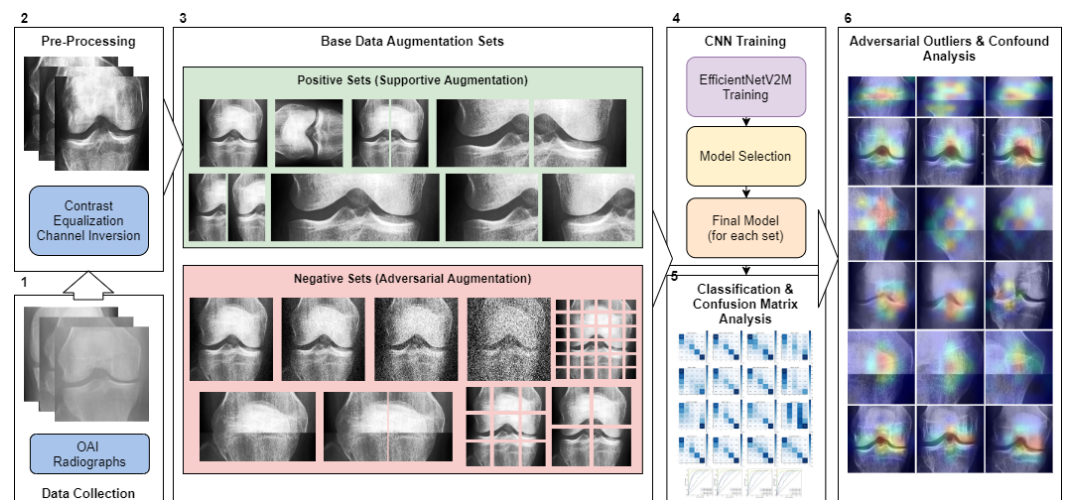 2
Pre-Processing
Contrast
Equalization
Channel Inversion
1
OAI
Radiographs
Data Collection
3
Base Data Augmentation Sets
Positive Sets (Supportive Augmentation)
Negative Sets (Adversarial Augmentation)
4
CNN Training
EfficientNetV2M
Training
Model Selection
Final Model
(for each set)
5
Classification &
Confusion Matrix
Analysis
6
Adversarial Outliers & Confound
Analysis